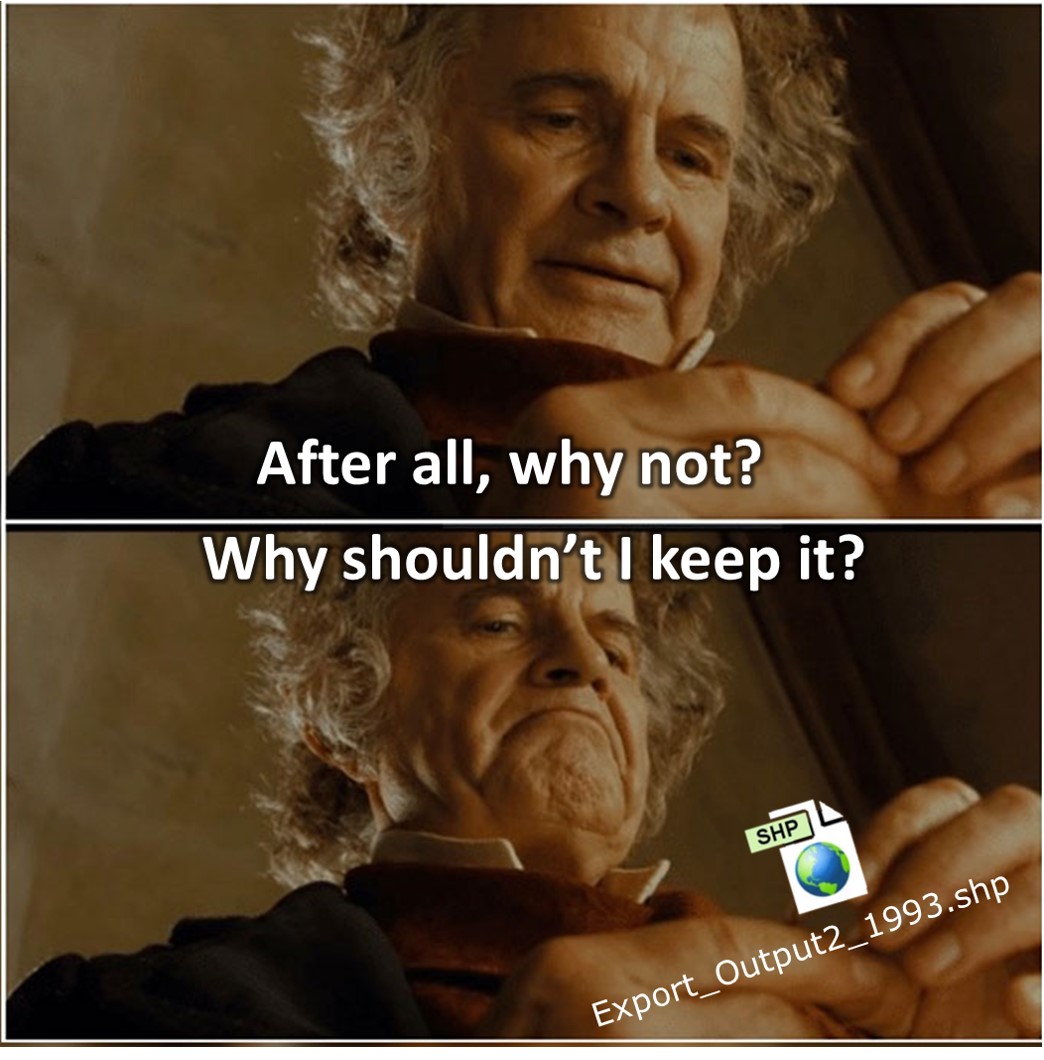 After all, why not?
Why shouldn’t I keep it?
SHP
Export_Output2_1993.shp